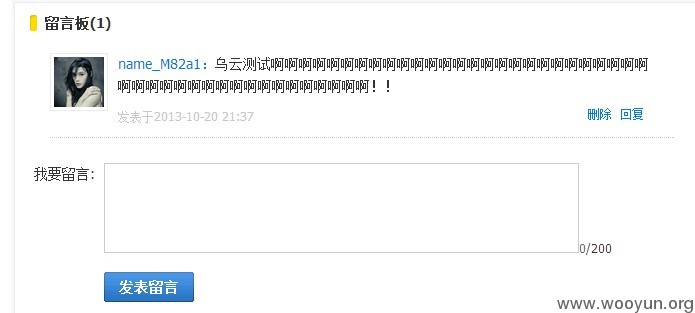 留言板(1)
name_M82a1：乌云测试啊啊啊啊啊啊啊啊啊啊啊啊啊啊啊啊啊啊啊啊啊啊啊啊啊啊啊
啊啊啊啊啊啊啊啊啊啊啊啊啊啊啊啊啊啊！！
发表于2013-10-20 21:37
删除 回复
我要留言：
0/200
发表留言
www.wooyun.org